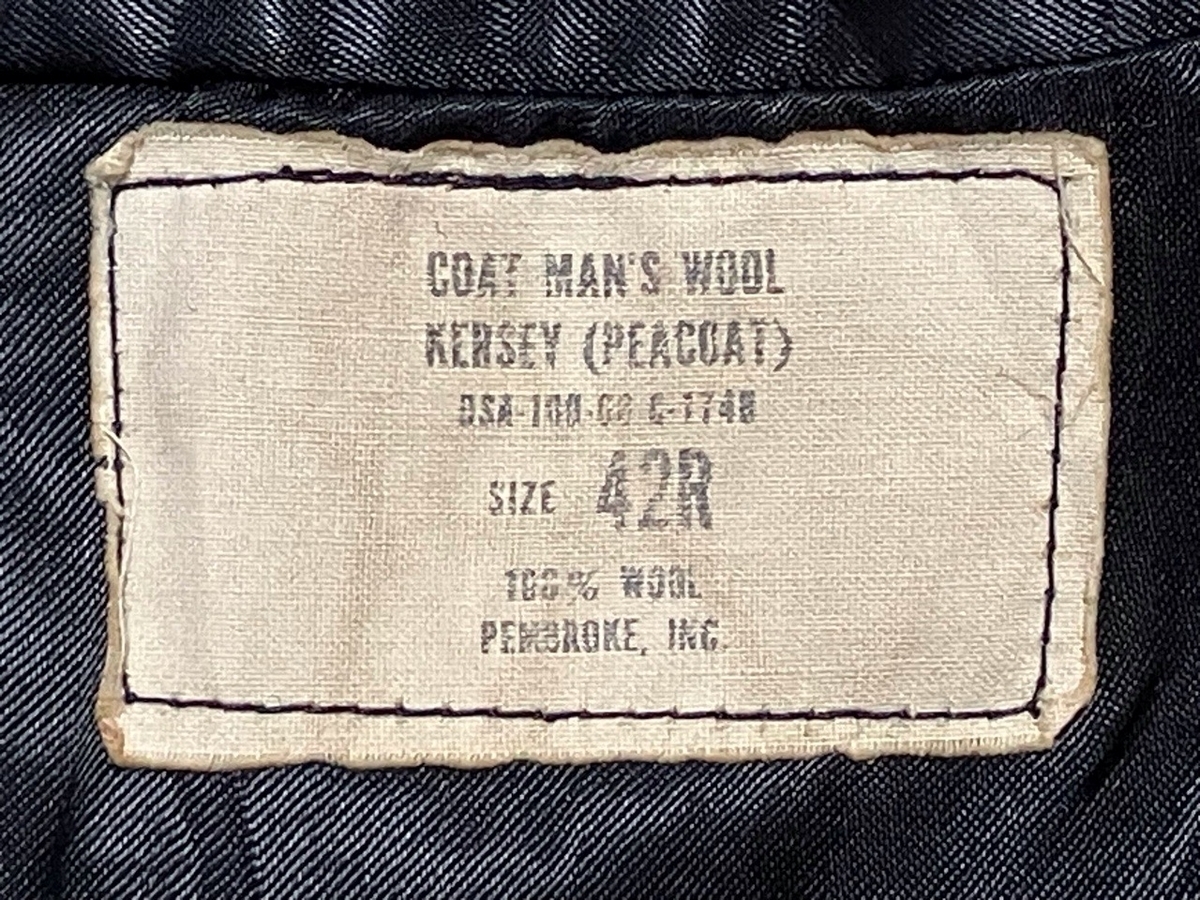 COAT MAN'S WOOL
KERSEY (PEACOAT)
SIZE 42R
100% WOOL
PEMBROKE, INC.